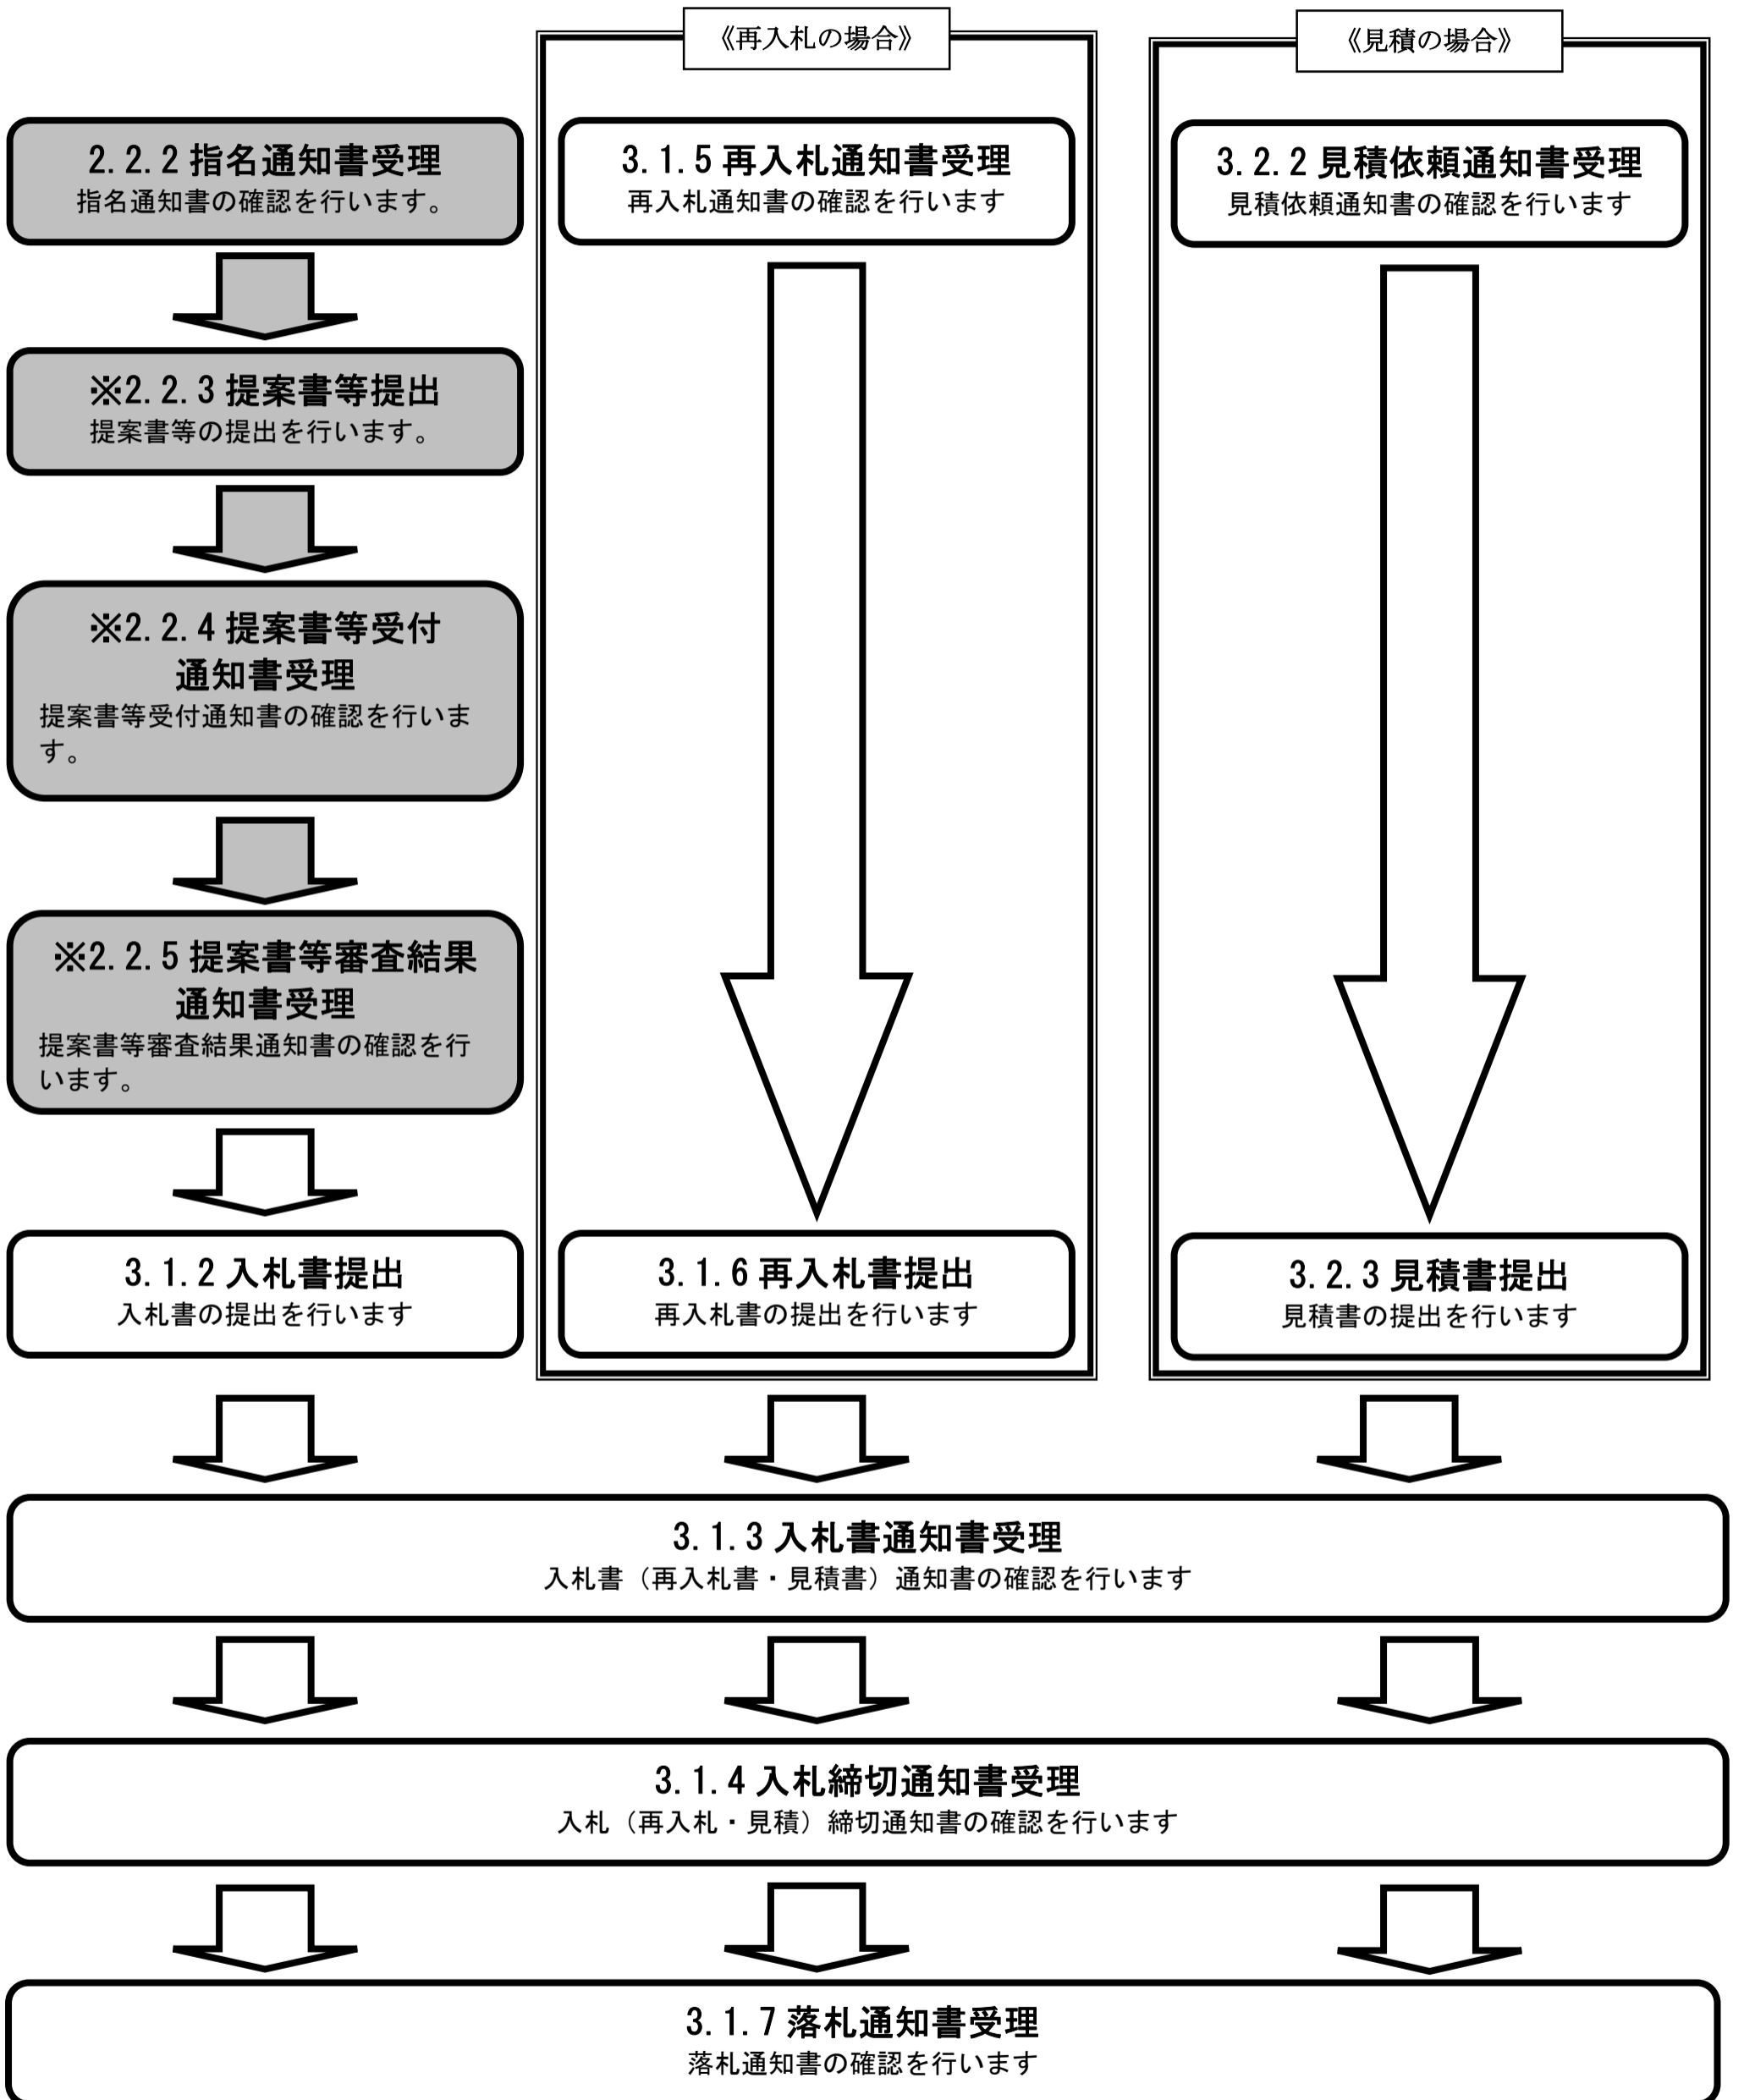 《再入札の場合》
《見積の場合》
2.2.2 指名通知書受理
指名通知書の確認を行います。
3.1.5 再入札通知書受理
再入札通知書の確認を行います
3.2.2 見積依頼通知書受理
見積依頼通知書の確認を行います
※2.2.3 提案書等提出
提案書等の提出を行います。
※2.2.4 提案書等受付
通知書受理
提案書等受付通知書の確認を行いま
す。
※2.2.5 提案書等審査結果
通知書受理
提案書等審査結果通知書の確認を行
います。
3.1.2 入札書提出
入札書の提出を行います
3.1.6 再入札書提出
再入札書の提出を行います
3.2.3 見積書提出
見積書の提出を行います
3.1.3 入札書通知書受理
入札書（再入札書・見積書）通知書の確認を行います
3.1.4 入札締切通知書受理
入札（再入札・見積）締切通知書の確認を行います
3.1.7 落札通知書受理
落札通知書の確認を行います